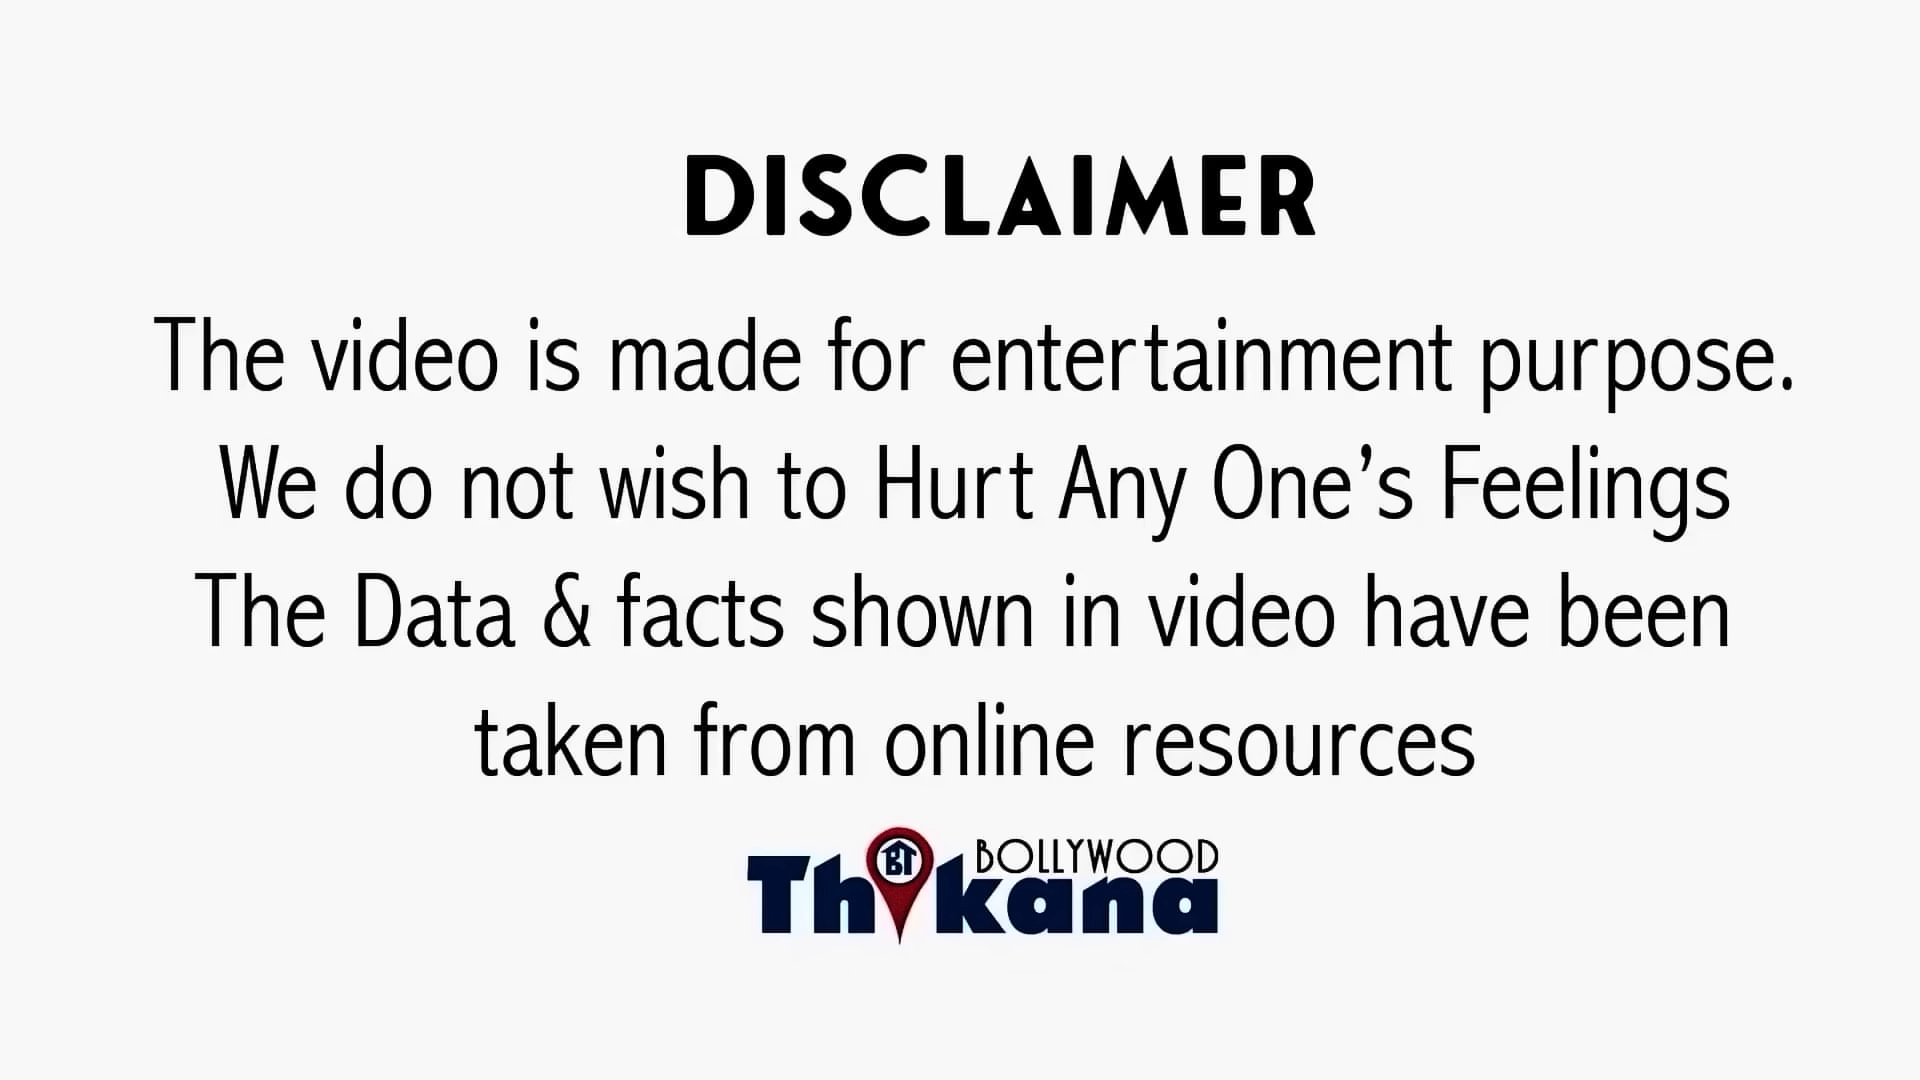 DISCLAIMER
The video is made for entertainment purpose.
We do not wish to Hurt Any One’s Feelings
The Data & facts shown in video have been
taken from online resources
BT
BOLLYWOOD
Thikana